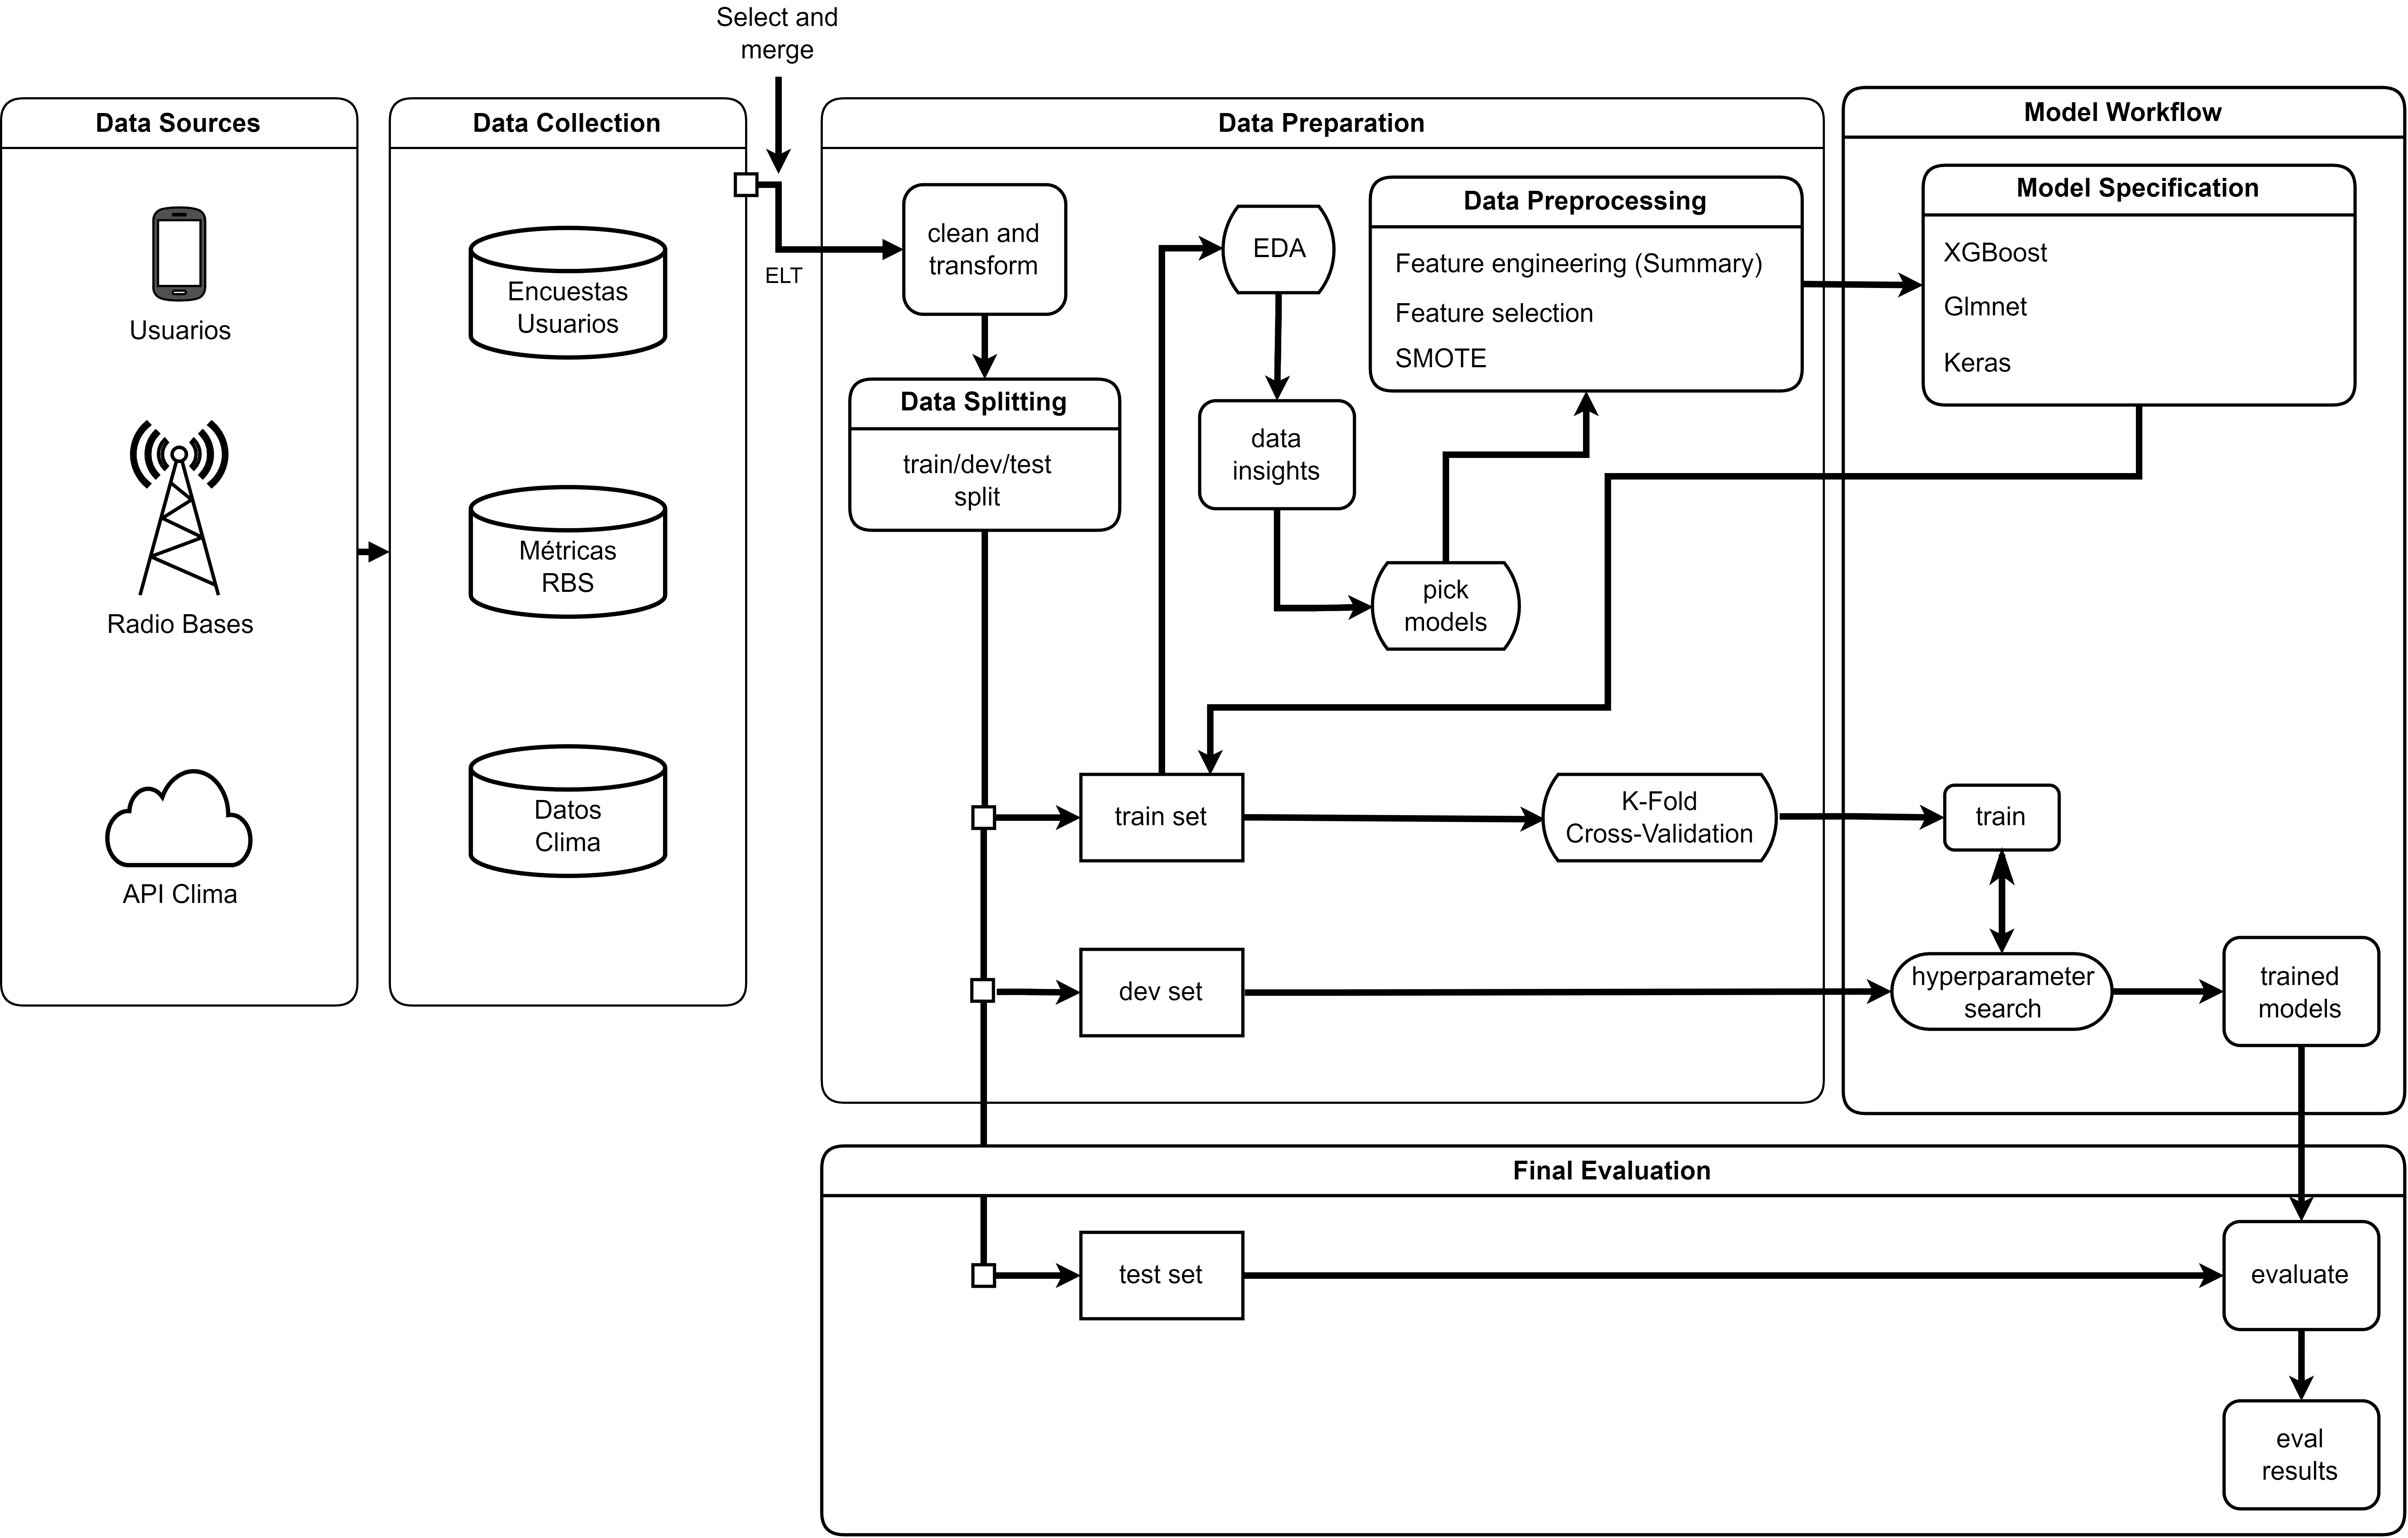 Select and
merge
Data Sources
Usuarios
Radio Bases
API Clima
Data Collection
Encuestas
Usuarios
Métricas
RBS
Datos
Clima
ELT
Data Preparation
clean and
transform
Data Splitting
train/dev/test
split
EDA
data
insights
pick
models
Data Preprocessing
Feature engineering (Summary)
Feature selection
SMOTE
train set
K-Fold
Cross-Validation
dev set
Model Workflow
Model Specification
XGBoost
Glmnet
Keras
train
hyperparameter
search
trained
models
Final Evaluation
test set
evaluate
eval
results